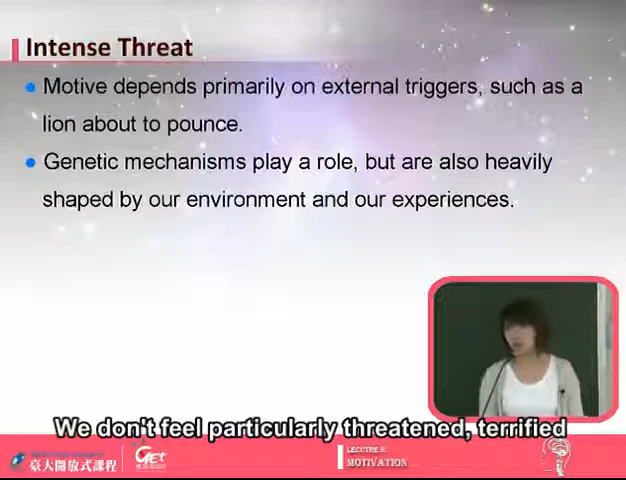 Intense Threat
Motive depends primarily on external triggers, such as a
lion about to pounce.
Genetic mechanisms play a role, but are also heavily
shaped by our environment and our experiences.
We don't feel particularly threatened, terrified
臺大開放式課程
GET
LECUTRE 8:
MOTIVATION